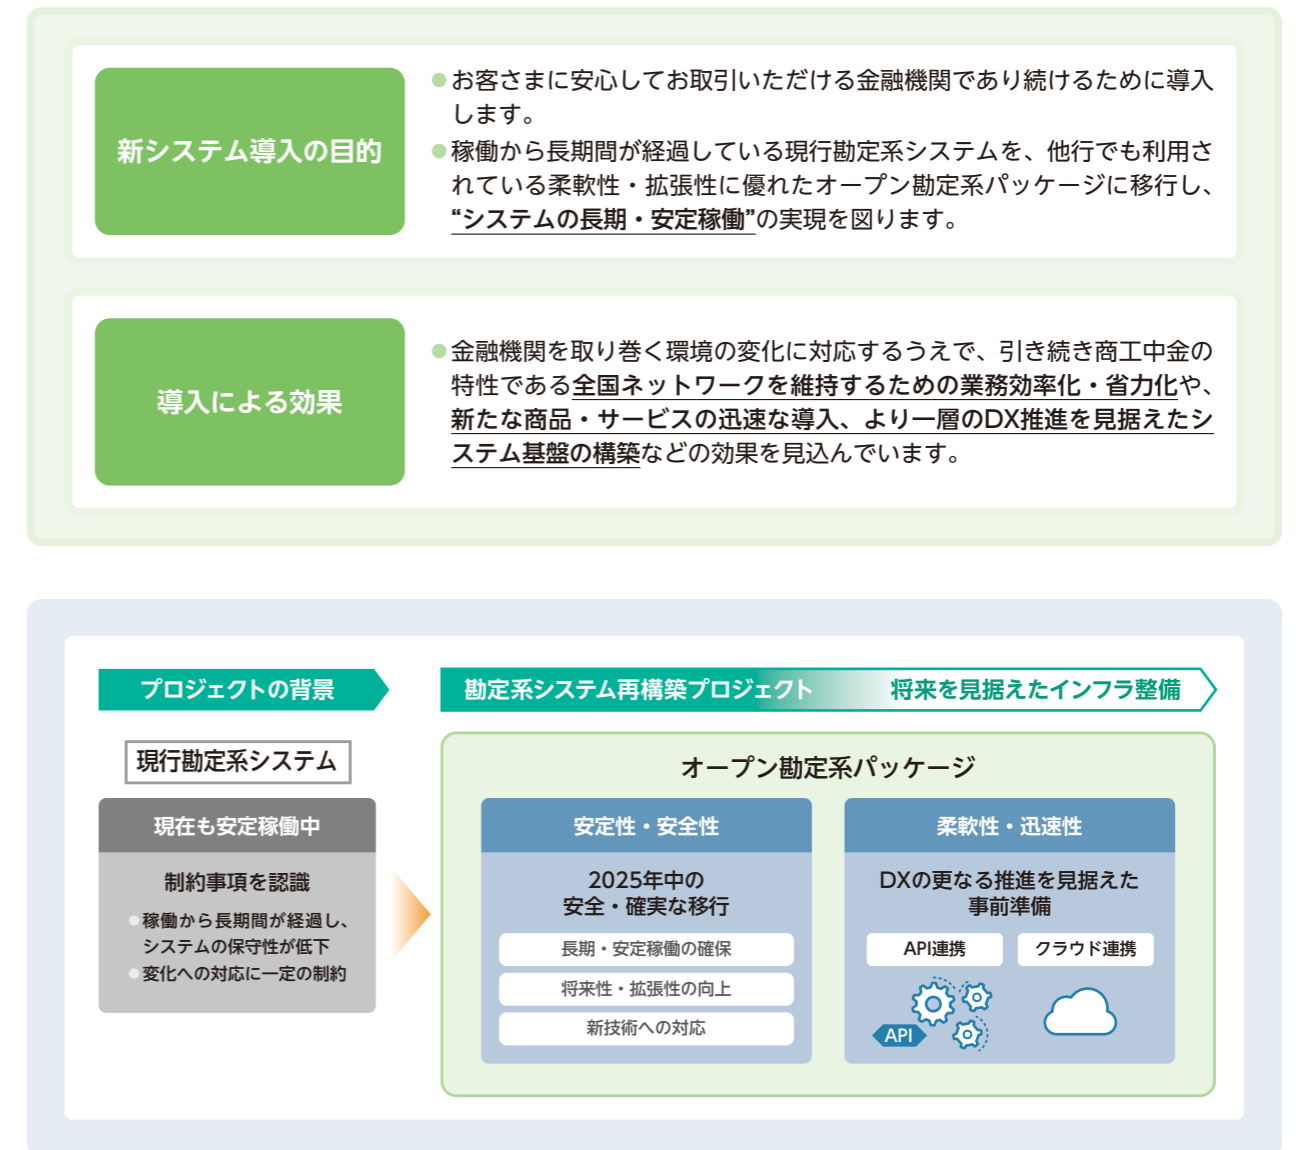 新システム導入の目的
●お客さまに安心してお取引いただける金融機関であり続けるために導入
します。
●稼働から長期間が経過している現行勘定系システムを、他行でも利用さ
れている柔軟性・拡張性に優れたオープン勘定系パッケージに移行し、
“システムの長期・安定稼働”の実現を図ります。
導入による効果
●金融機関を取り巻く環境の変化に対応するうえで、引き続き商工中金の
特性である全国ネットワークを維持するための業務効率化・省力化や、
新たな商品・サービスの迅速な導入、より一層のDX推進を見据えたシ
ステム基盤の構築などの効果を見込んでいます。
プロジェクトの背景
現行勘定系システム
現在も安定稼働中
制約事項を認識
●稼働から長期間が経過し、
システムの保守性が低下
●変化への対応に一定の制約
勘定系システム再構築プロジェクト 将来を見据えたインフラ整備
オープン勘定系パッケージ
安定性・安全性
2025年中の
安全・確実な移行
長期・安定稼働の確保
将来性・拡張性の向上
新技術への対応
柔軟性・迅速性
DXの更なる推進を見据えた
事前準備
API連携
クラウド連携
API